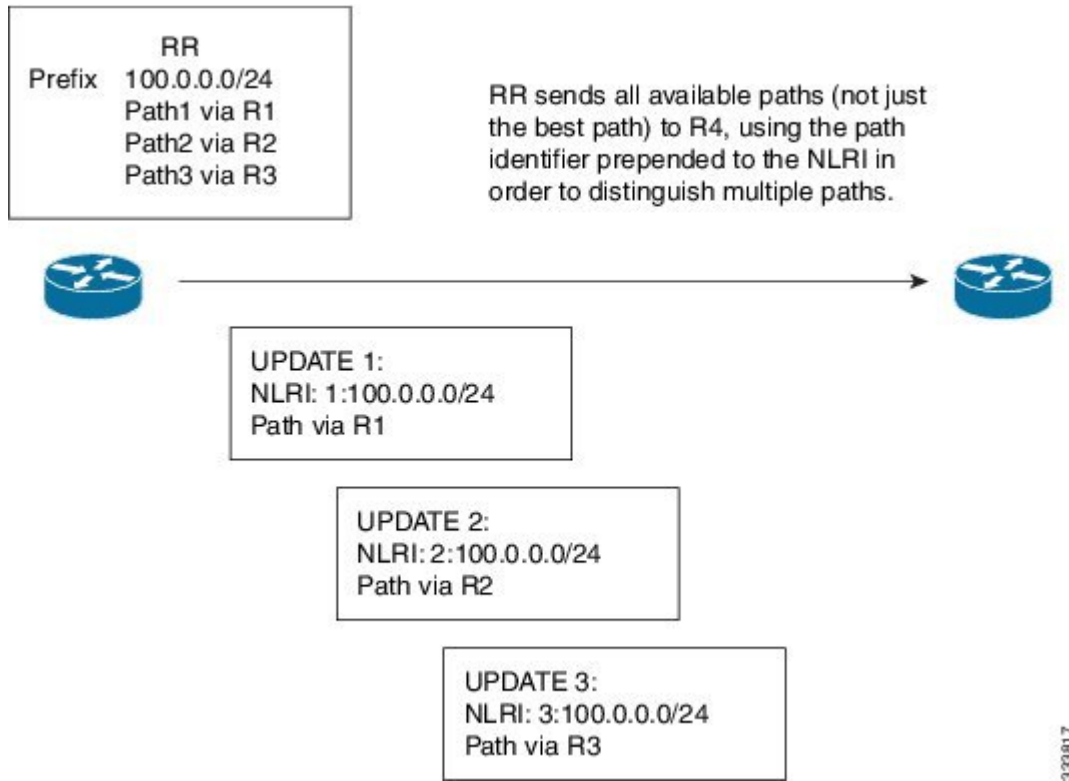 RR
Prefix 100.0.0.0/24
Path1 via R1
Path2 via R2
Path3 via R3
RR sends all available paths (not just
the best path) to R4, using the path
identifier prepended to the NLRI in
order to distinguish multiple paths.
UPDATE 1:
NLRI: 1:100.0.0.0/24
Path via R1
UPDATE 2:
NLRI: 2:100.0.0.0/24
Path via R2
UPDATE 3:
NLRI: 3:100.0.0.0/24
Path via R3